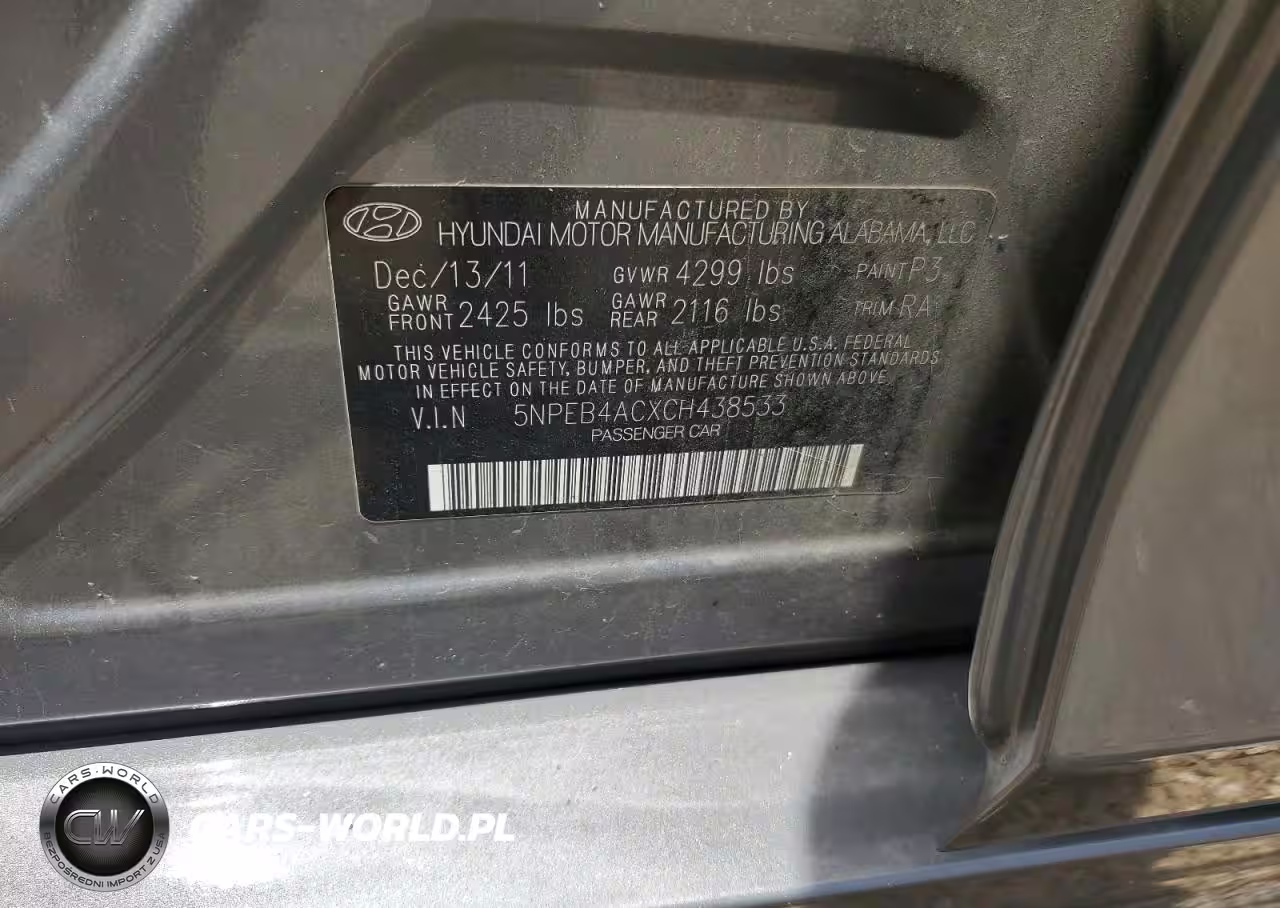 MANUFACTURED BY
HYUNDAI MOTOR MANUFACTURING ALABAMA, LLC
Dec/13/11 GVWR 4299 lbs PAINT P3
GAWR FRONT 2425 lbs GAWR REAR 2116 lbs TRIM RA
THIS VEHICLE CONFORMS TO ALL APPLICABLE U.S.A. FEDERAL
MOTOR VEHICLE SAFETY, BUMPER, AND THEFT PREVENTION STANDARDS
IN EFFECT ON THE DATE OF MANUFACTURE SHOWN ABOVE
V.I.N 5NPEB4ACXCH438533
PASSENGER CAR
CARS-WORLD
CW
BEZPOŚREDNI IMPORT Z USA
CARS-WORLD.PL